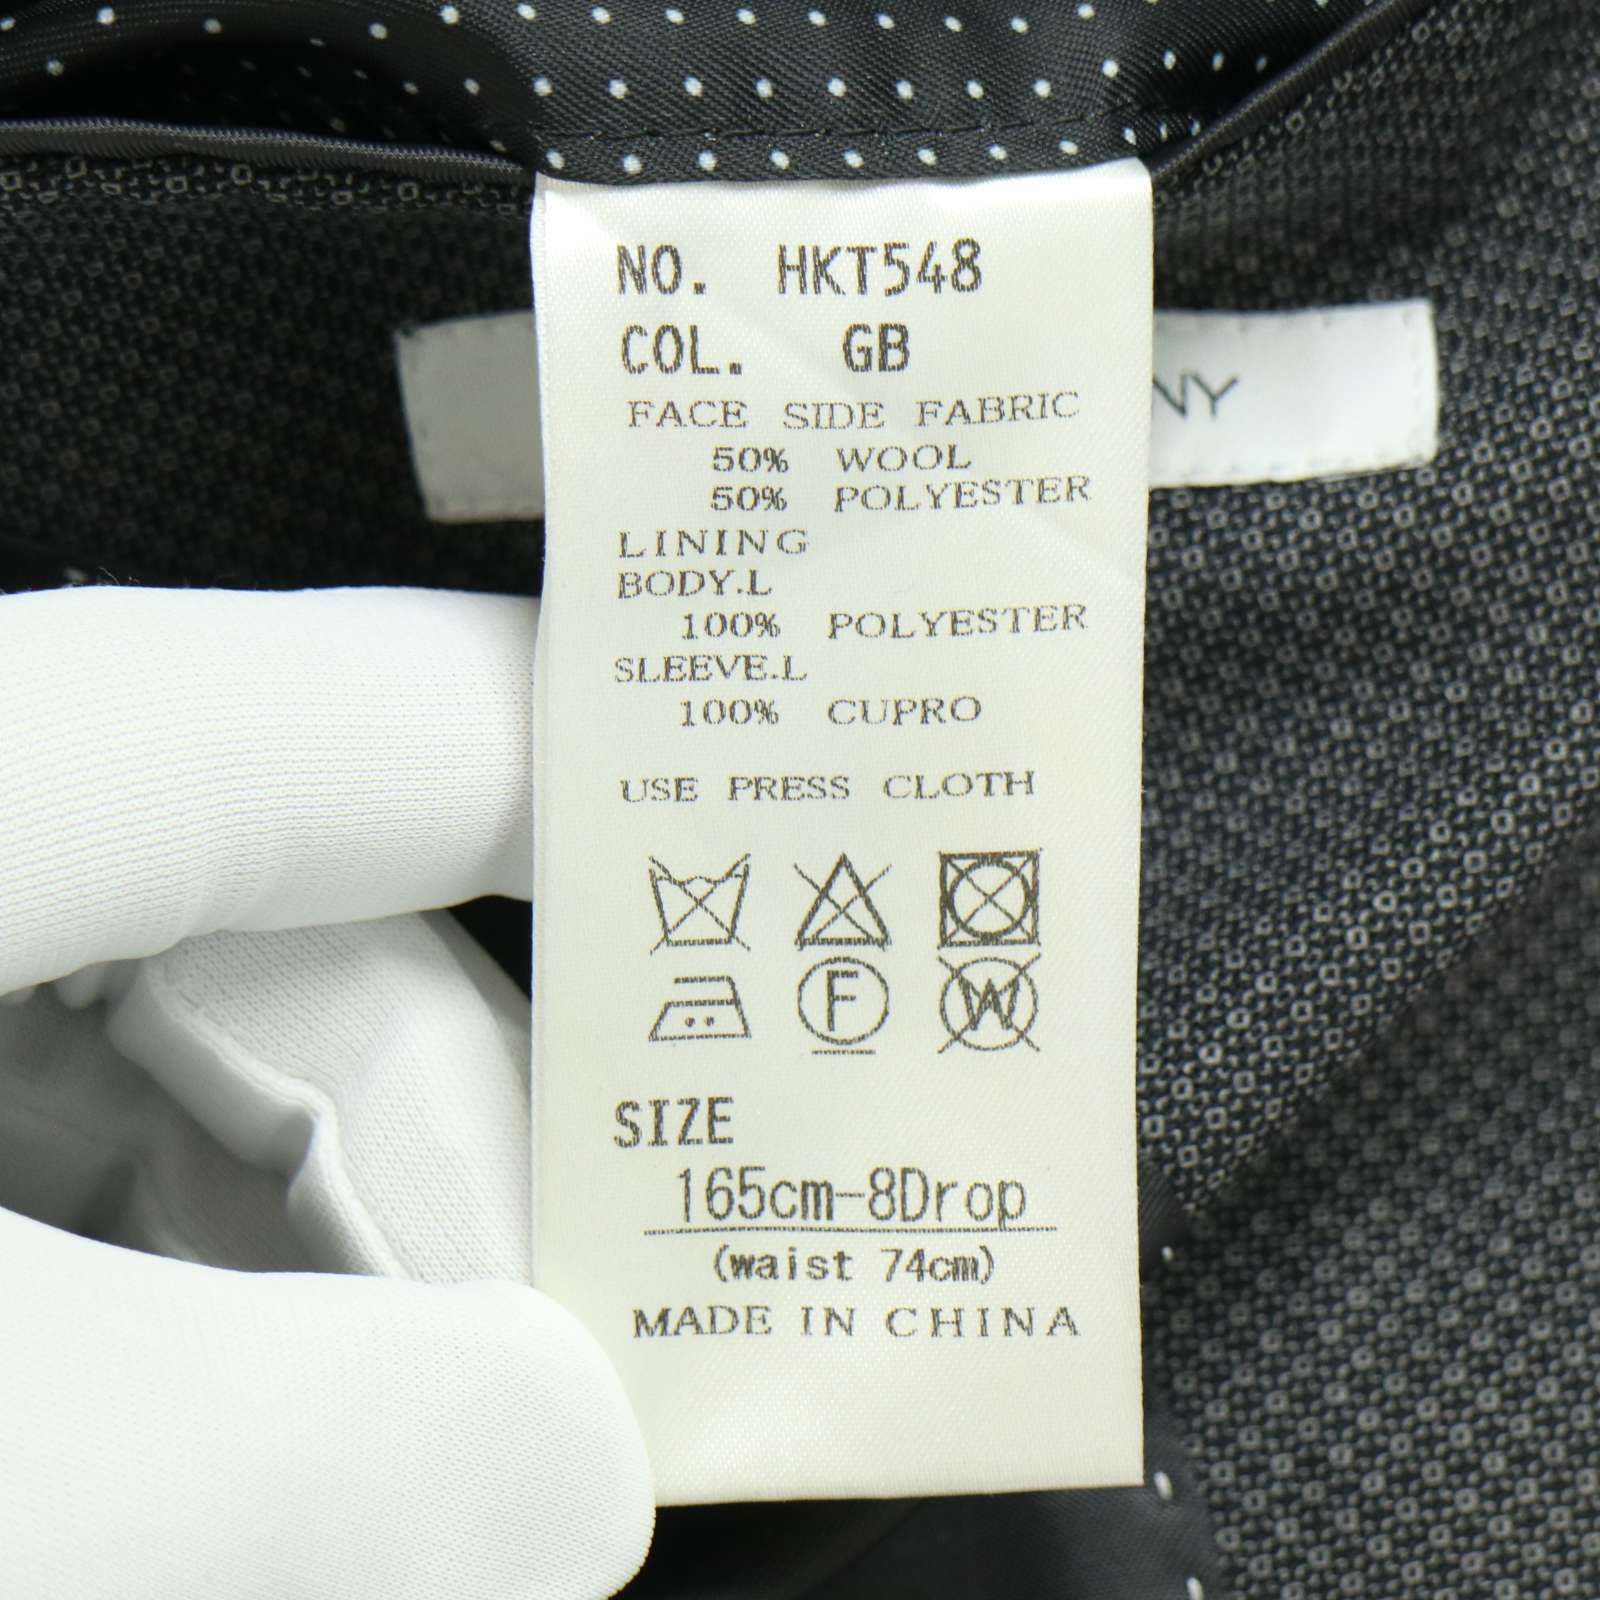 NO. HKT548
COL. GB
FACE SIDE FABRIC
50% WOOL
50% POLYESTER
LINING
BODY.L
100% POLYESTER
SLEEVE.L
100% CUPRO
USE PRESS CLOTH
F
W
SIZE
165cm-8Drop
(waist 74cm)
MADE IN CHINA